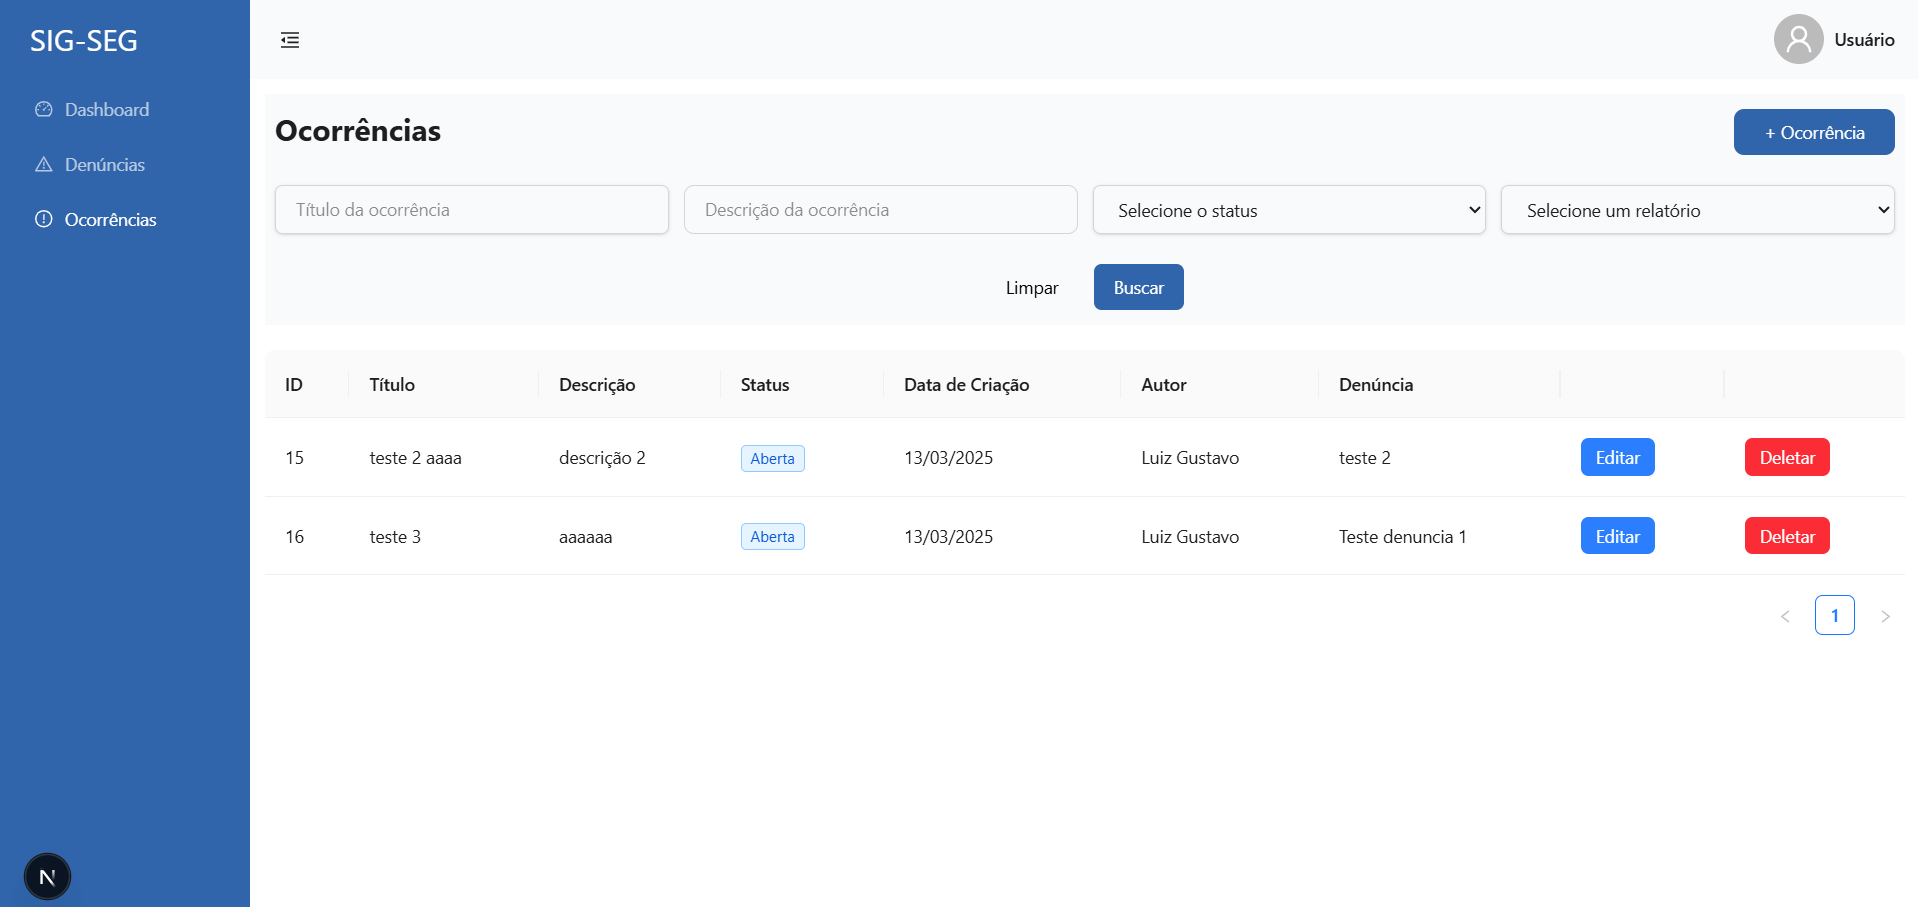 SIG-SEG
Dashboard
Denúncias
Ocorrências
Usuário
Ocorrências
+ Ocorrência
Título da ocorrência
Descrição da ocorrência
Selecione o status
Selecione um relatório
Limpar
Buscar
ID Título Descrição Status Data de Criação Autor Denúncia
15 teste 2 aaaa descrição 2 Aberta 13/03/2025 Luiz Gustavo teste 2 Editar Deletar
16 teste 3 aaaaaa Aberta 13/03/2025 Luiz Gustavo Teste denuncia 1 Editar Deletar
< 1 >
N